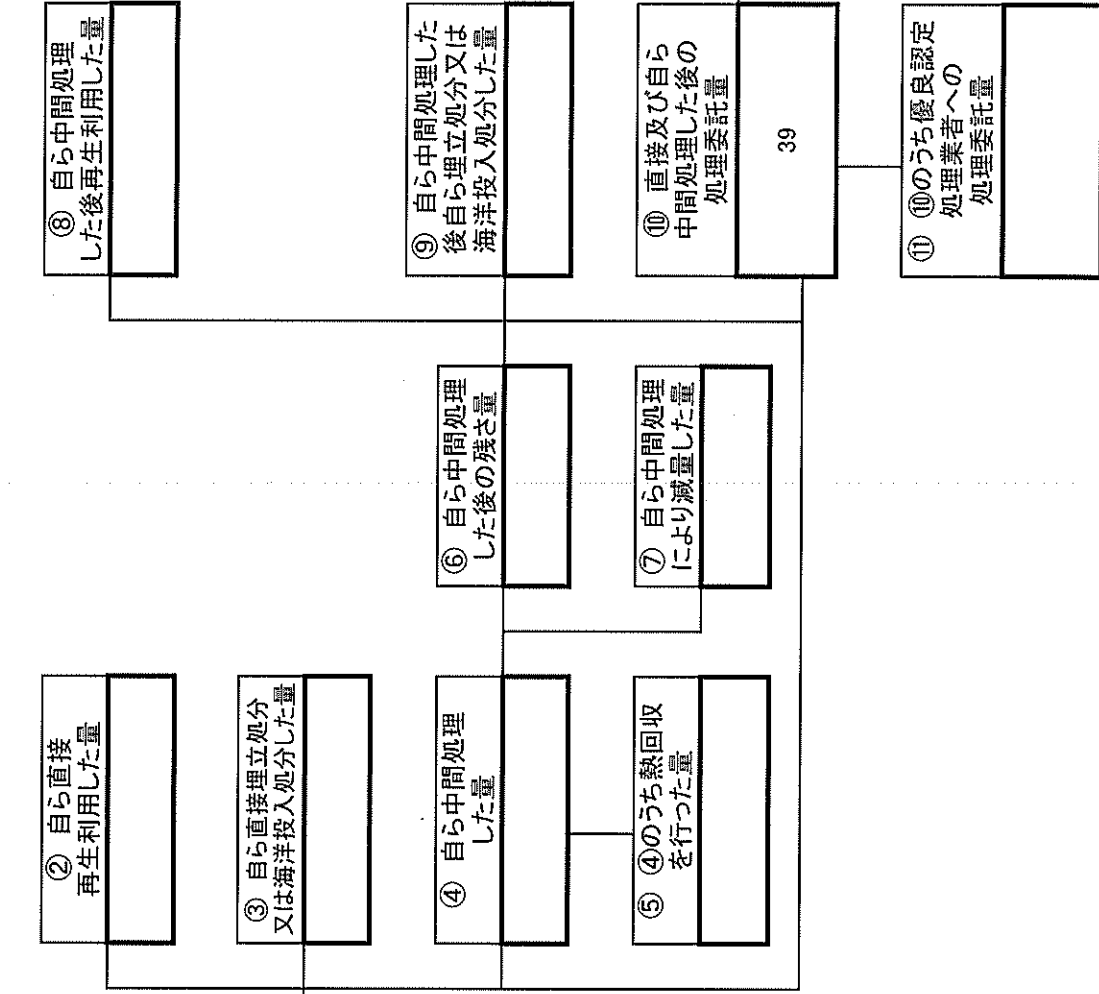 ② 自ら直接
再生利用した量
③ 自ら直接埋立処分
又は海洋投入処分した量
④ 自ら中間処理
した量
⑤ ④のうち熱回収
を行った量
⑥ 自ら中間処理
した後の残さ量
⑦ 自ら中間処理
により減量した量
⑧ 自ら中間処理
した後再生利用した量
⑨ 自ら中間処理した
後自ら埋立処分又は
海洋投入処分した量
⑩ 直接及び自ら
中間処理した後の
処理委託量
39
⑪ ⑩のうち優良認定
処理業者への
処理委託量